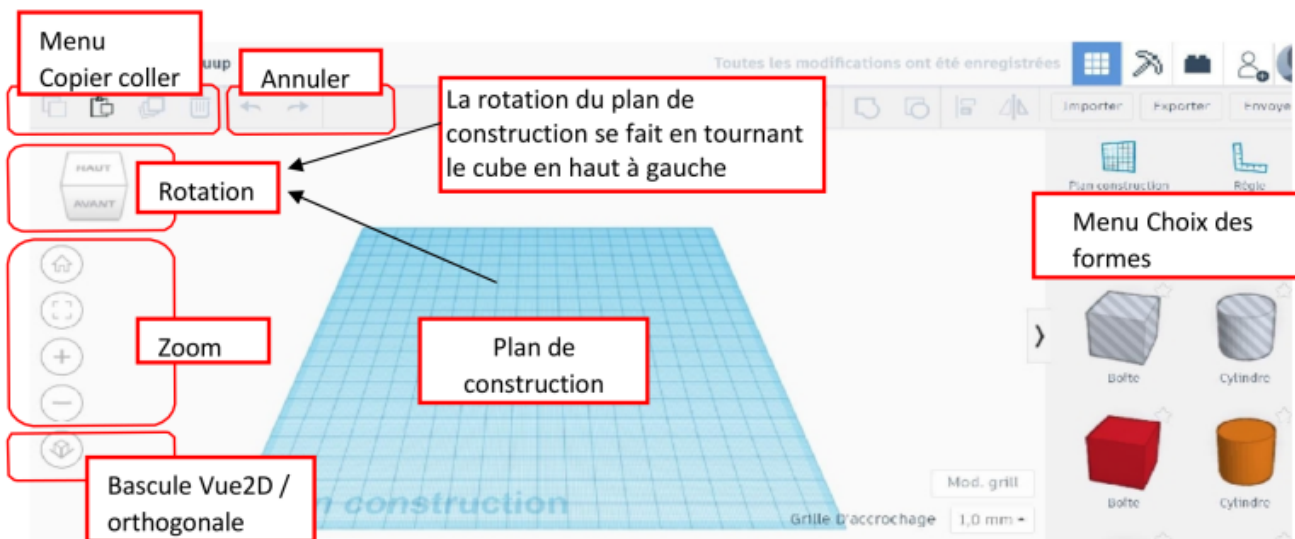 Menu
Copier coller
uup
Annuler
Toutes les modifications ont été enregistrées
La rotation du plan de
construction se fait en tournant
le cube en haut à gauche
Importer
Exporter
Envoye
HAUT
AVANT
Rotation
Plan construction
Règle
Menu Choix des
formes
Zoom
Plan de
construction
Boîte
Cylindre
Bascule Vue2D /
orthogonale
n construction
Mod. grill
Grille D'accrochage
1,0 mm
Boîte
Cylindre